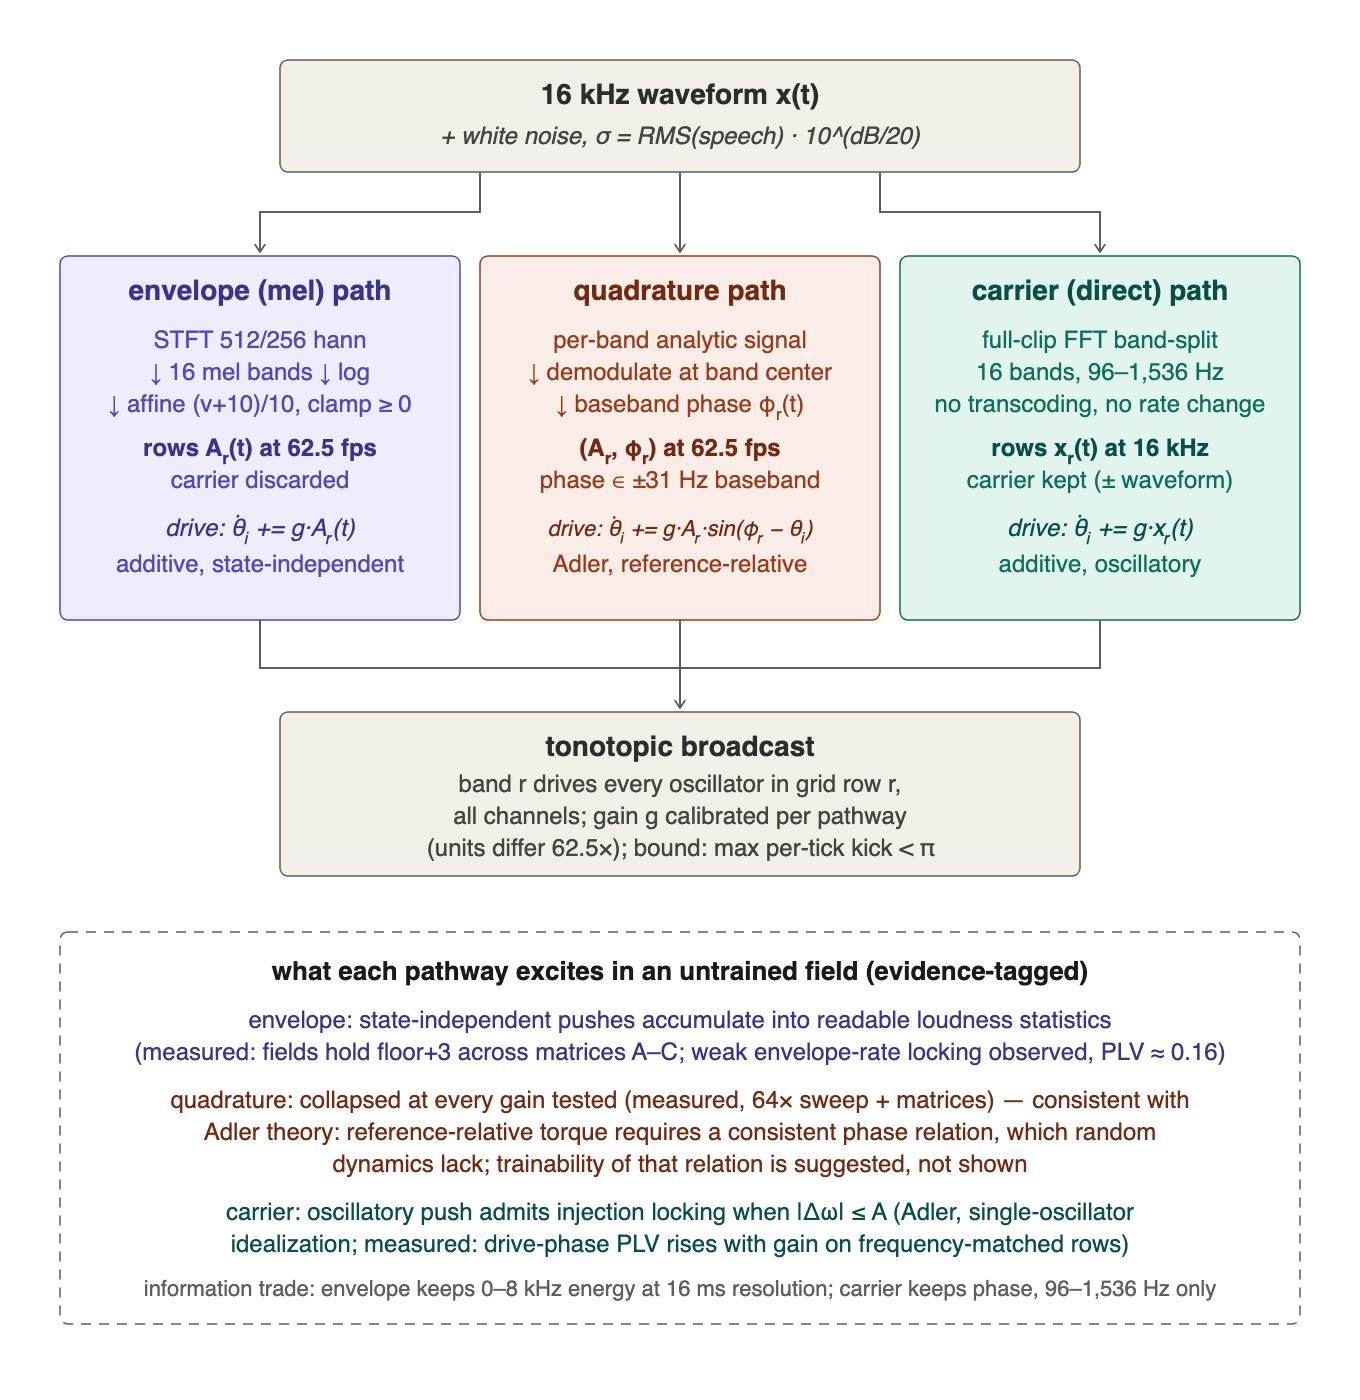 16 kHz waveform x(t)
+ white noise, σ = RMS(speech) · 10^(dB/20)
envelope (mel) path
STFT 512/256 hann
↓ 16 mel bands ↓ log
↓ affine (v+10)/10, clamp ≥ 0
rows Aᵣ(t) at 62.5 fps
carrier discarded
drive: θ̇ᵢ += g·Aᵣ(t)
additive, state-independent
quadrature path
per-band analytic signal
↓ demodulate at band center
↓ baseband phase ϕᵣ(t)
(Aᵣ, ϕᵣ) at 62.5 fps
phase ∈ ±31 Hz baseband
drive: θ̇ᵢ += g·Aᵣ·sin(ϕᵣ − θᵢ)
Adler, reference-relative
carrier (direct) path
full-clip FFT band-split
16 bands, 96–1,536 Hz
no transcoding, no rate change
rows xᵣ(t) at 16 kHz
carrier kept (± waveform)
drive: θ̇ᵢ += g·xᵣ(t)
additive, oscillatory
tonotopic broadcast
band r drives every oscillator in grid row r,
all channels; gain g calibrated per pathway
(units differ 62.5×); bound: max per-tick kick < π
what each pathway excites in an untrained field (evidence-tagged)
envelope: state-independent pushes accumulate into readable loudness statistics
(measured: fields hold floor+3 across matrices A–C; weak envelope-rate locking observed, PLV ≈ 0.16)
quadrature: collapsed at every gain tested (measured, 64× sweep + matrices) — consistent with
Adler theory: reference-relative torque requires a consistent phase relation, which random
dynamics lack; trainability of that relation is suggested, not shown
carrier: oscillatory push admits injection locking when |Δω| ≤ A (Adler, single-oscillator
idealization; measured: drive-phase PLV rises with gain on frequency-matched rows)
information trade: envelope keeps 0–8 kHz energy at 16 ms resolution; carrier keeps phase, 96–1,536 Hz only